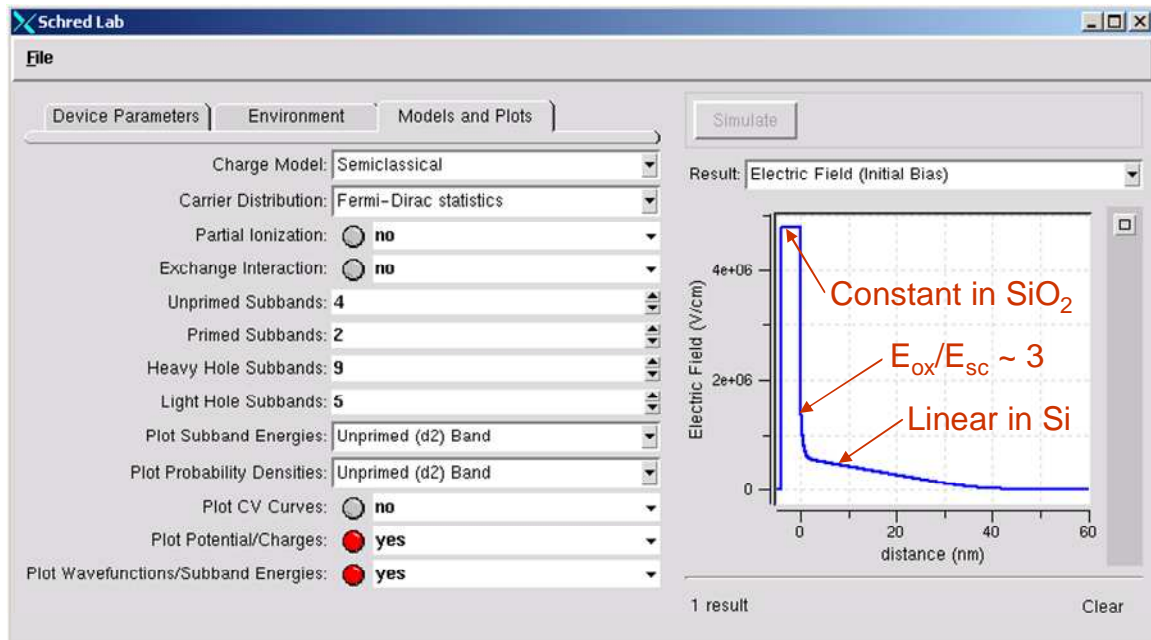 Schred Lab
File
Device Parameters
Environment
Models and Plots
Charge Model: Semiclassical
Carrier Distribution: Fermi-Dirac statistics
Partial Ionization: no
Exchange Interaction: no
Unprimed Subbands: 4
Primed Subbands: 2
Heavy Hole Subbands: 9
Light Hole Subbands: 5
Plot Subband Energies: Unprimed (d2) Band
Plot Probability Densities: Unprimed (d2) Band
Plot CV Curves: no
Plot Potential/Charges: yes
Plot Wavefunctions/Subband Energies: yes
Simulate
Result: Electric Field (Initial Bias)
Electric Field (V/cm)
4e+06
2e+06
0
Constant in SiO₂
Eₒₓ/E_sc ~ 3
Linear in Si
0 20 40 60
distance (nm)
1 result
Clear